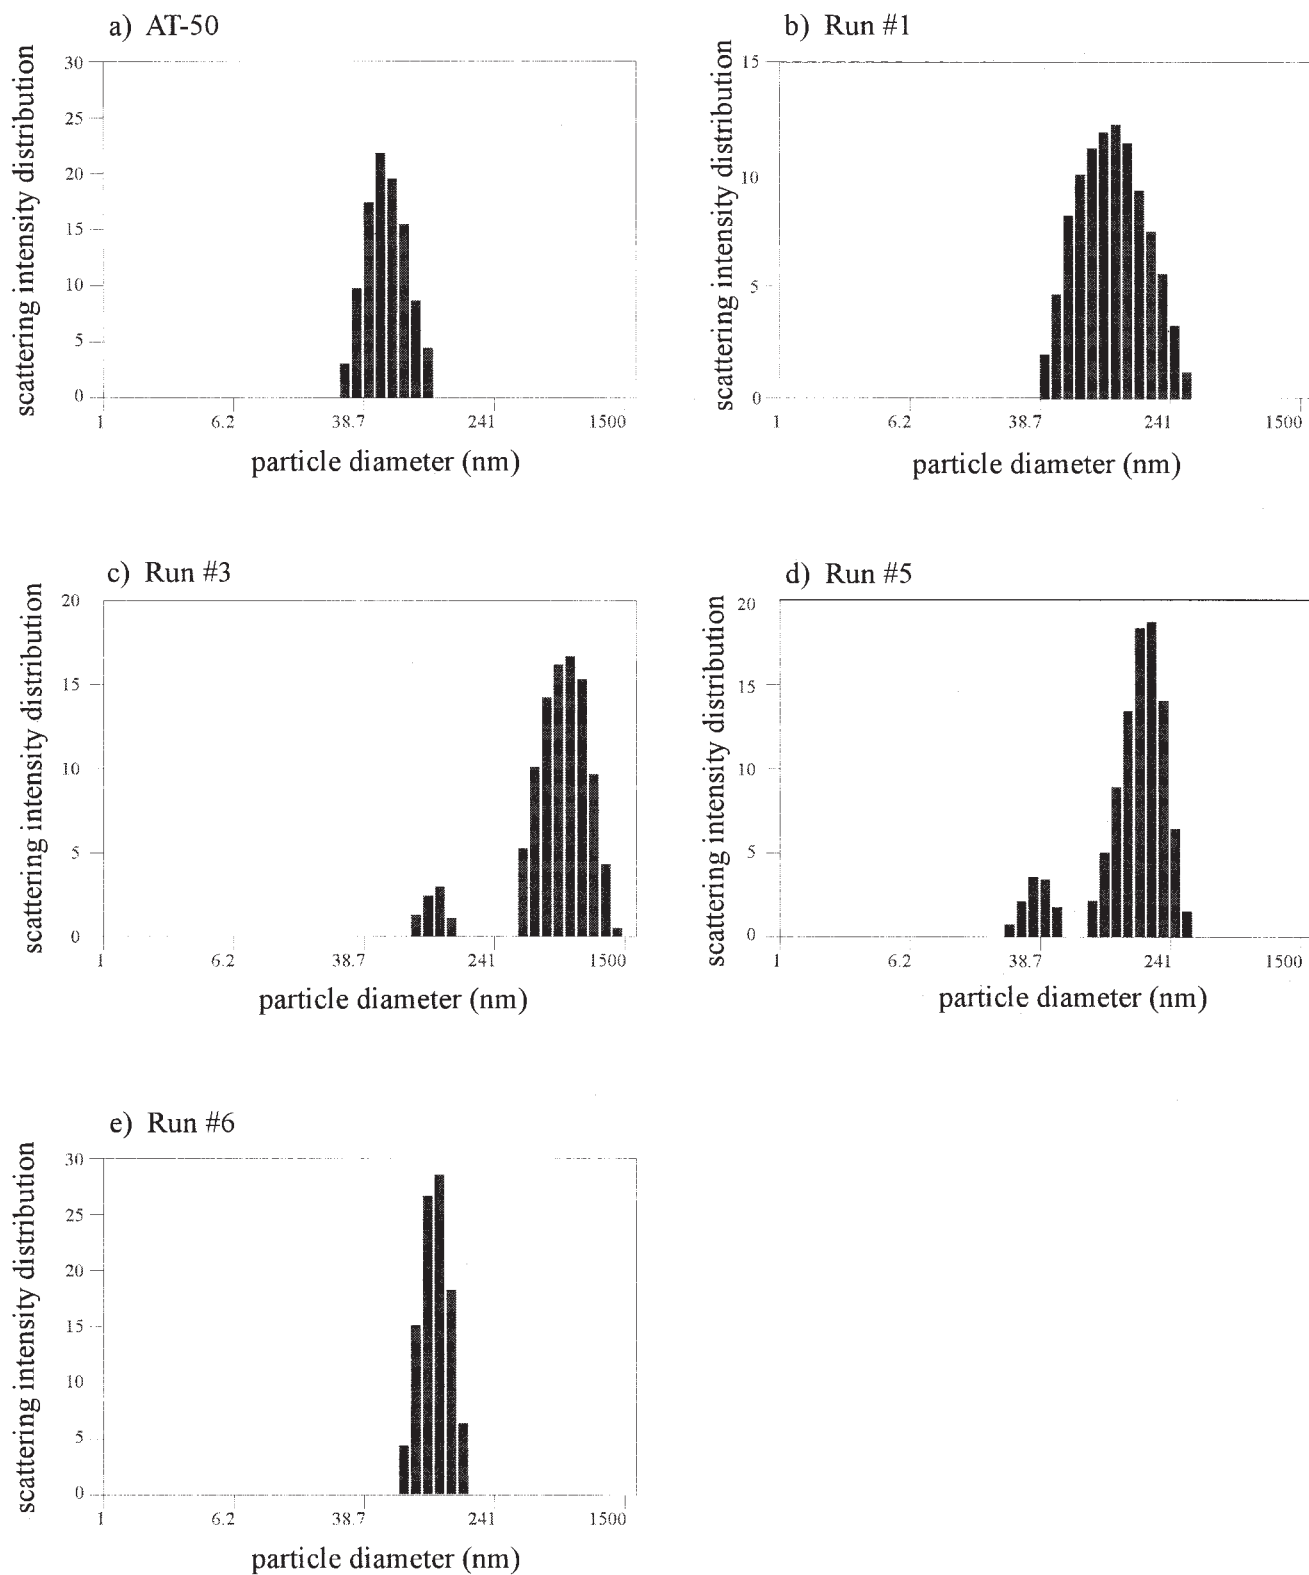 a) AT-50
scattering intensity distribution
30
25
20
15
10
5
0
1 6.2 38.7 241 1500
particle diameter (nm)
b) Run #1
scattering intensity distribution
15
10
5
0
1 6.2 38.7 241 1500
particle diameter (nm)
c) Run #3
scattering intensity distribution
20
15
10
5
0
1 6.2 38.7 241 1500
particle diameter (nm)
d) Run #5
scattering intensity distribution
20
15
10
5
0
1 6.2 38.7 241 1500
particle diameter (nm)
e) Run #6
scattering intensity distribution
30
25
20
15
10
5
0
1 6.2 38.7 241 1500
particle diameter (nm)